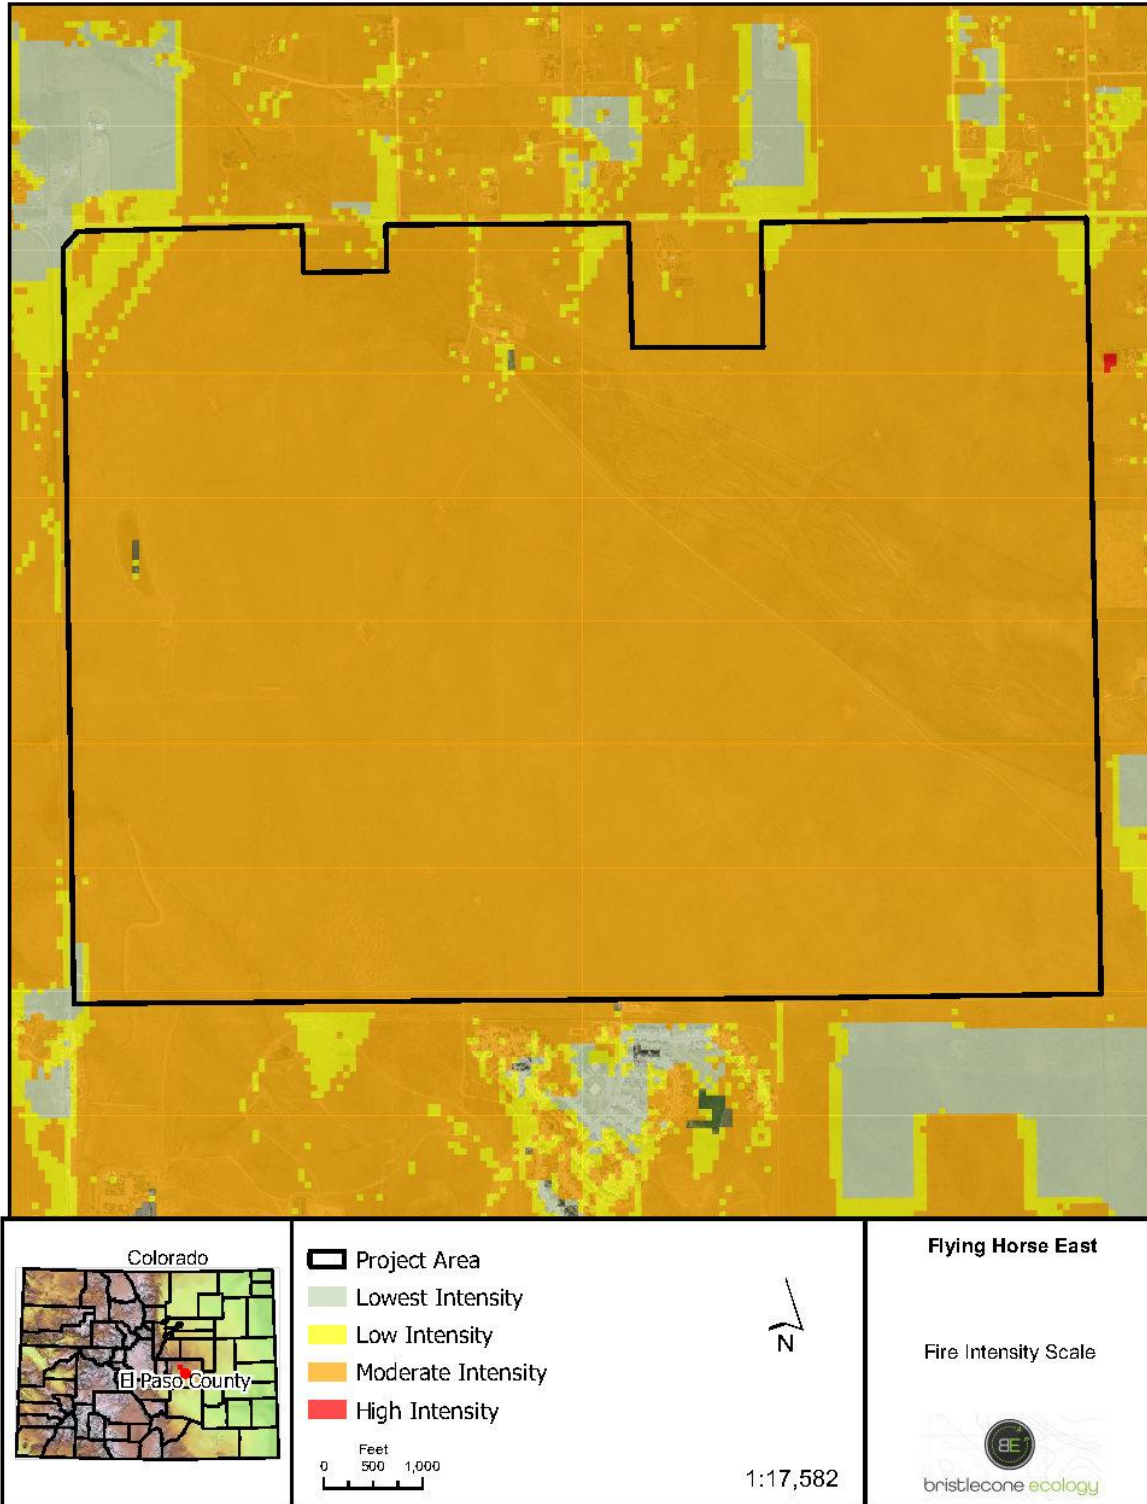 Colorado
El Paso County
Project Area
Lowest Intensity
Low Intensity
Moderate Intensity
High Intensity
Feet
0 500 1,000
N
1:17,582
Flying Horse East
Fire Intensity Scale
BE
bristlecone ecology